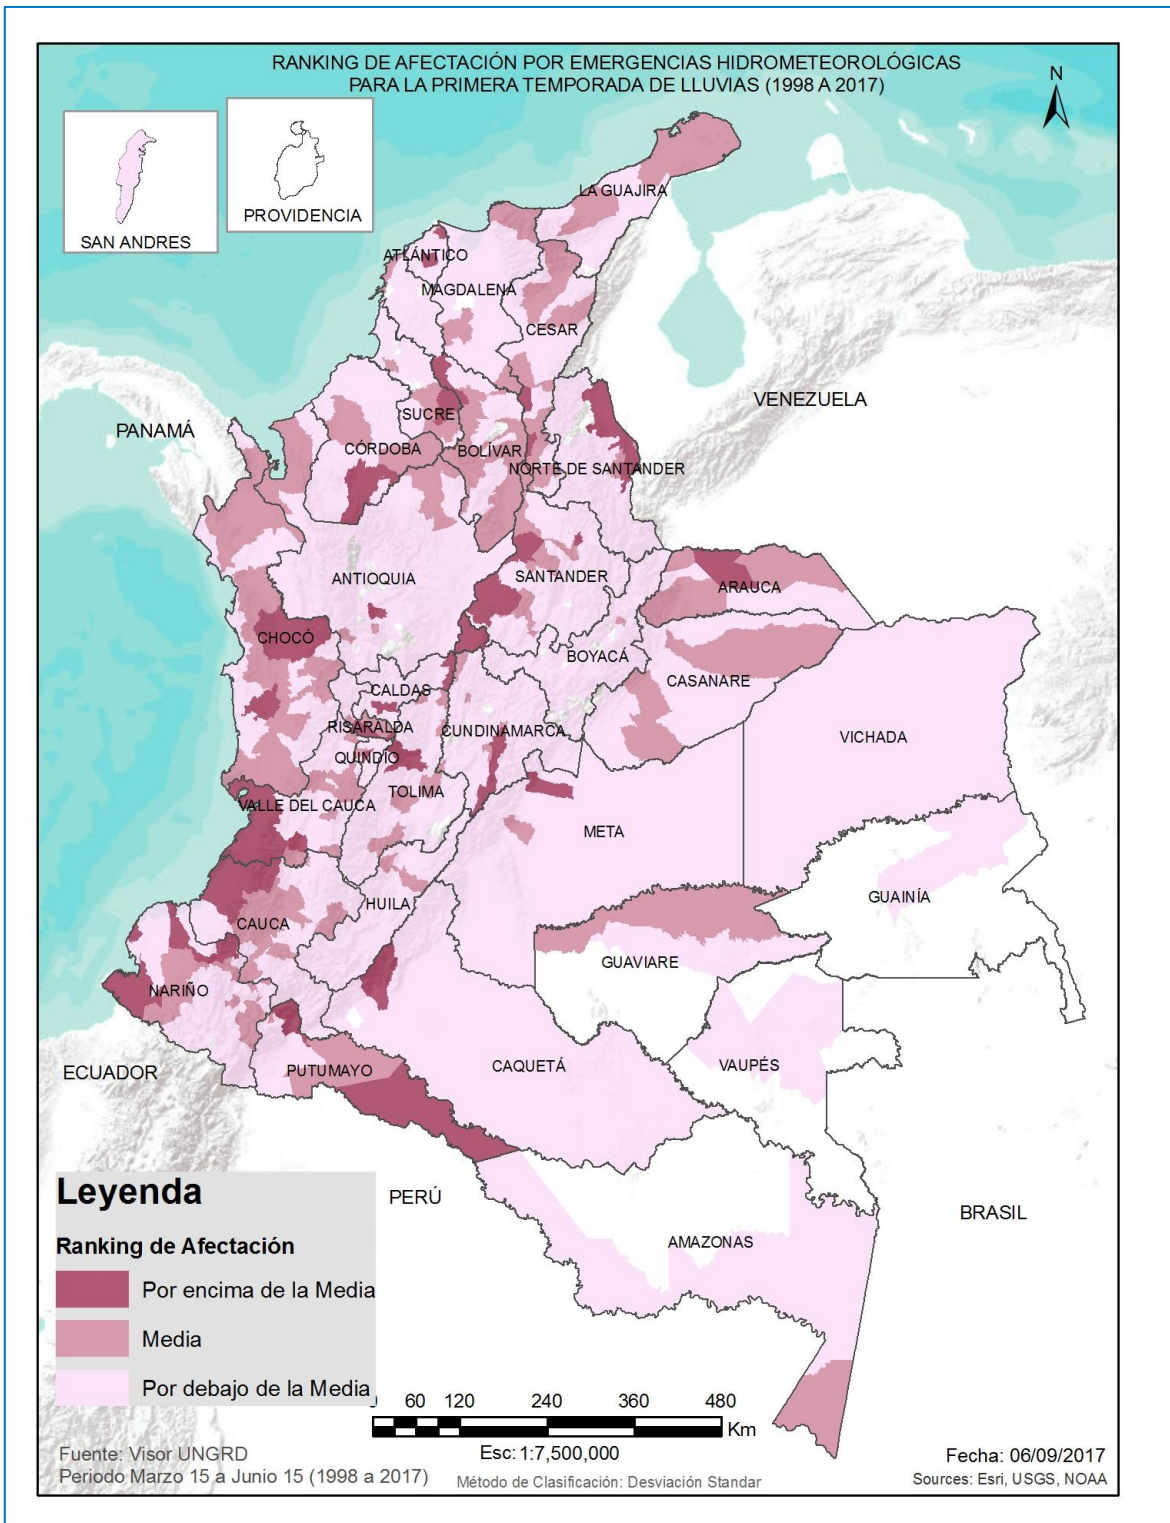 RANKING DE AFECTACIÓN POR EMERGENCIAS HIDROMETEOROLÓGICAS
PARA LA PRIMERA TEMPORADA DE LLUVIAS (1998 A 2017)
N
SAN ANDRES
PROVIDENCIA
LA GUAJIRA
ATLÁNTICO
MAGDALENA
CESAR
VENEZUELA
PANAMÁ
SUCRE
CÓRDOBA
BOLÍVAR
NORTE DE SANTANDER
ANTIOQUIA
SANTANDER
ARAUCA
CHOCÓ
BOYACÁ
CASANARE
CALDAS
RISARALDA
CUNDINAMARCA
VICHADA
QUINDÍO
TOLIMA
VALLE DEL CAUCA
META
GUAINÍA
HUILA
CAUCA
GUAVIARE
NARIÑO
ECUADOR
PUTUMAYO
CAQUETÁ
VAUPÉS
PERÚ
BRASIL
AMAZONAS
Leyenda
Ranking de Afectación
Por encima de la Media
Media
Por debajo de la Media
0 60 120 240 360 480
Km
Esc: 1:7,500,000
Fuente: Visor UNGRD
Periodo Marzo 15 a Junio 15 (1998 a 2017)
Método de Clasificación: Desviación Standar
Fecha: 06/09/2017
Sources: Esri, USGS, NOAA